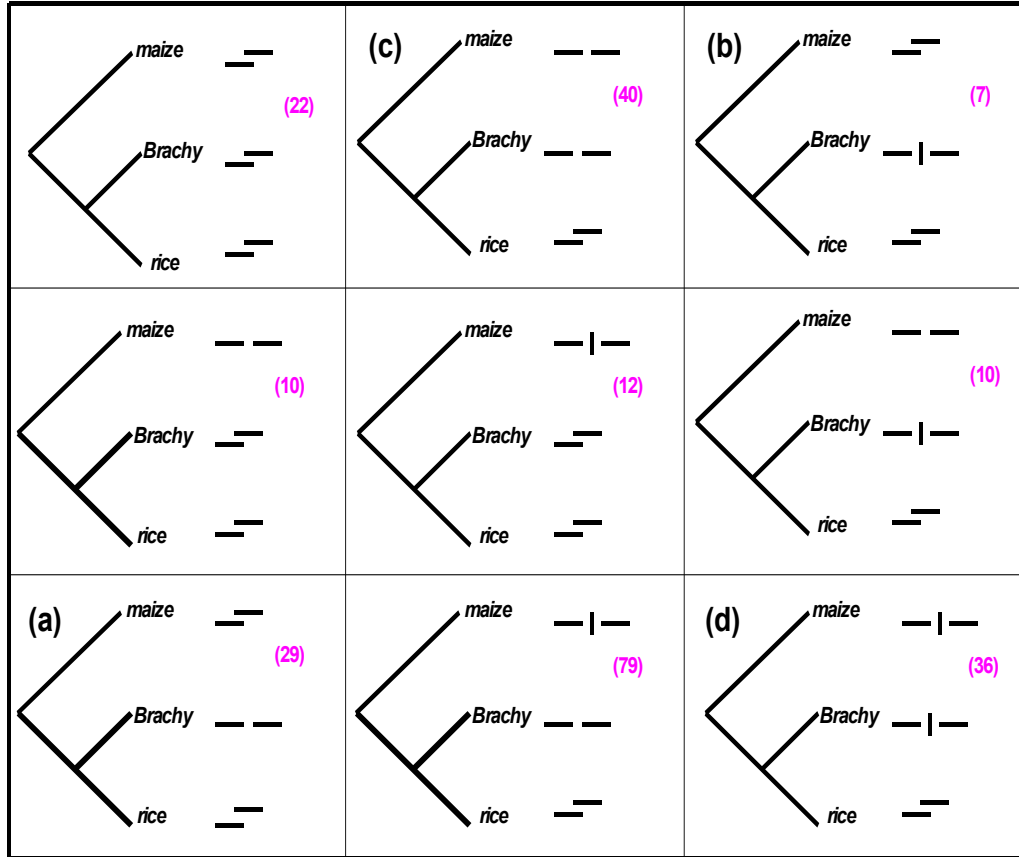 maize
(22)
Brachy
rice
(c)
maize
(40)
Brachy
rice
(b)
maize
(7)
Brachy
rice
maize
(10)
Brachy
rice
maize
(12)
Brachy
rice
maize
(10)
Brachy
rice
(a)
maize
(29)
Brachy
rice
maize
(79)
Brachy
rice
(d)
maize
(36)
Brachy
rice